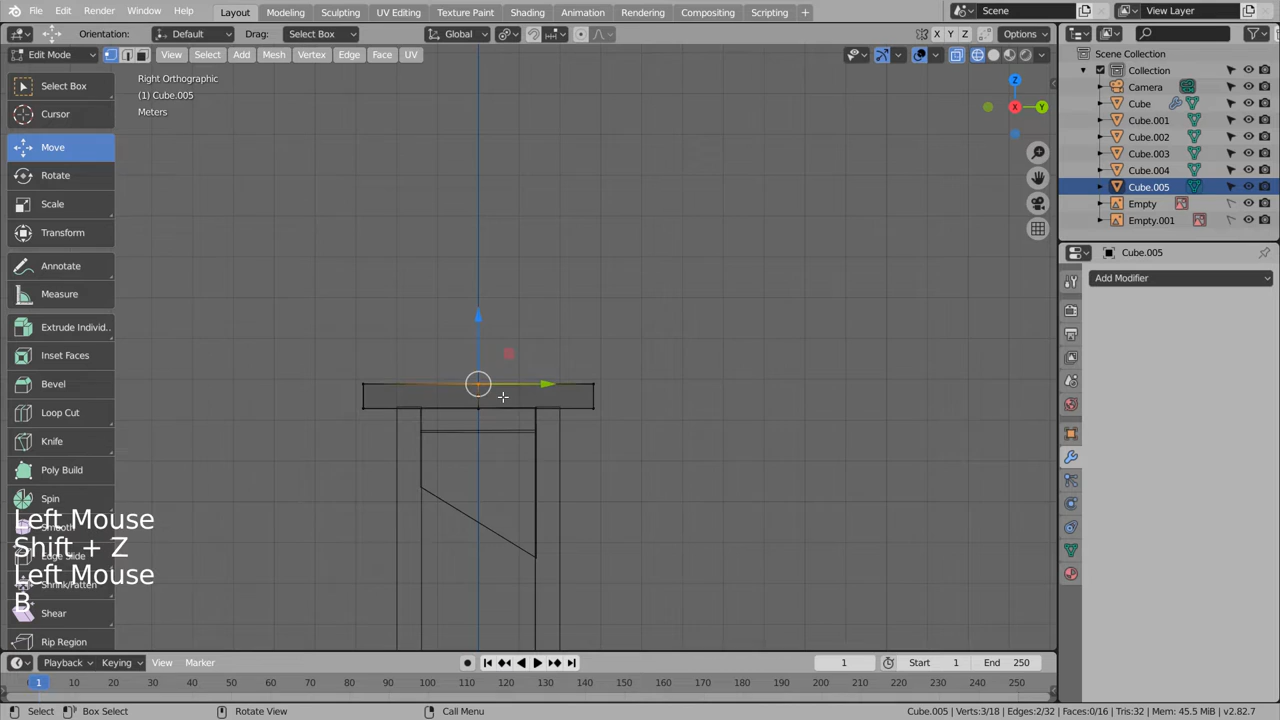 File Edit Render Window Help Layout Modeling Sculpting UV Editing Texture Paint Shading Animation Rendering Compositing Scripting + Scene View Layer
Orientation: Default Drag: Select Box Global X Y Z Options
Edit Mode View Select Add Mesh Vertex Edge Face UV
Right Orthographic
(1) Cube.005
Meters
Z
X
Y
Select Box
Cursor
Move
Rotate
Scale
Transform
Annotate
Measure
Extrude Individ..
Inset Faces
Bevel
Loop Cut
Knife
Poly Build
Spin
Smooth
Edge Slide
Shrink/Fatten
Shear
Rip Region
Left Mouse
Shift + Z
Left Mouse
B
Scene Collection
Collection
Camera
Cube
Cube.001
Cube.002
Cube.003
Cube.004
Cube.005
Empty
Empty.001
Cube.005
Add Modifier
Playback Keying View Marker 1 Start 1 End 250
1 10 20 30 40 50 60 70 80 90 100 110 120 130 140 150 160 170 180 190 200 210 220 230 240 250
Select Box Select Rotate View Call Menu Cube.005 | Verts:3/18 | Edges:2/32 | Faces:0/16 | Tris:32 | Mem: 45.5 MiB | v2.82.7